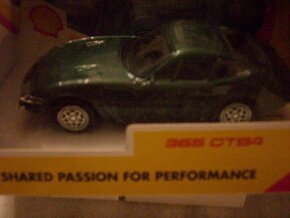 365 GTB4
SHARED PASSION FOR PERFORMANCE